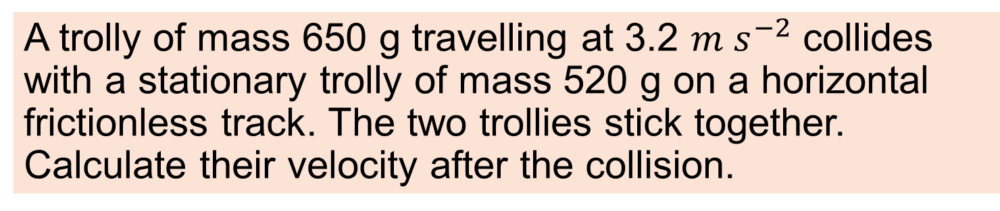 A trolly of mass 650 g travelling at 3.2 m s⁻² collides
with a stationary trolly of mass 520 g on a horizontal
frictionless track. The two trollies stick together.
Calculate their velocity after the collision.